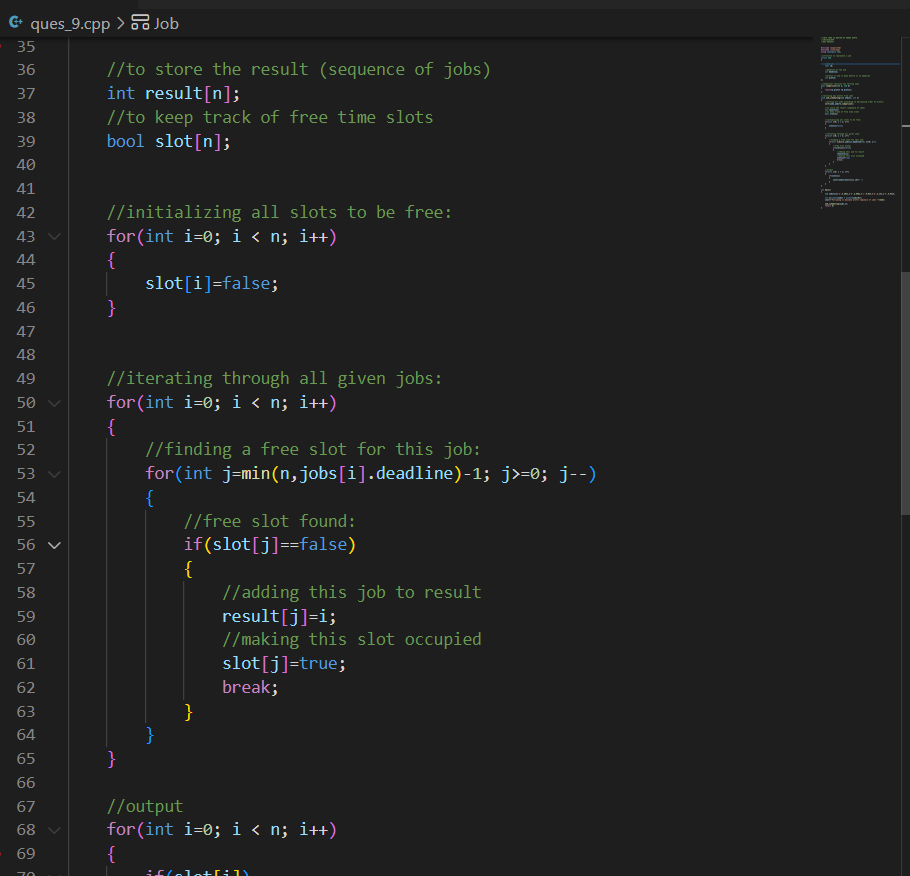 ques_9.cpp > Job
35
36 //to store the result (sequence of jobs)
37 int result[n];
38 //to keep track of free time slots
39 bool slot[n];
40
41
42 //initializing all slots to be free:
43 for(int i=0; i < n; i++)
44 {
45 slot[i]=false;
46 }
47
48
49 //iterating through all given jobs:
50 for(int i=0; i < n; i++)
51 {
52 //finding a free slot for this job:
53 for(int j=min(n,jobs[i].deadline)-1; j>=0; j--)
54 {
55 //free slot found:
56 if(slot[j]==false)
57 {
58 //adding this job to result
59 result[j]=i;
60 //making this slot occupied
61 slot[j]=true;
62 break;
63 }
64 }
65 }
66
67 //output
68 for(int i=0; i < n; i++)
69 {
70 if(slot[i])